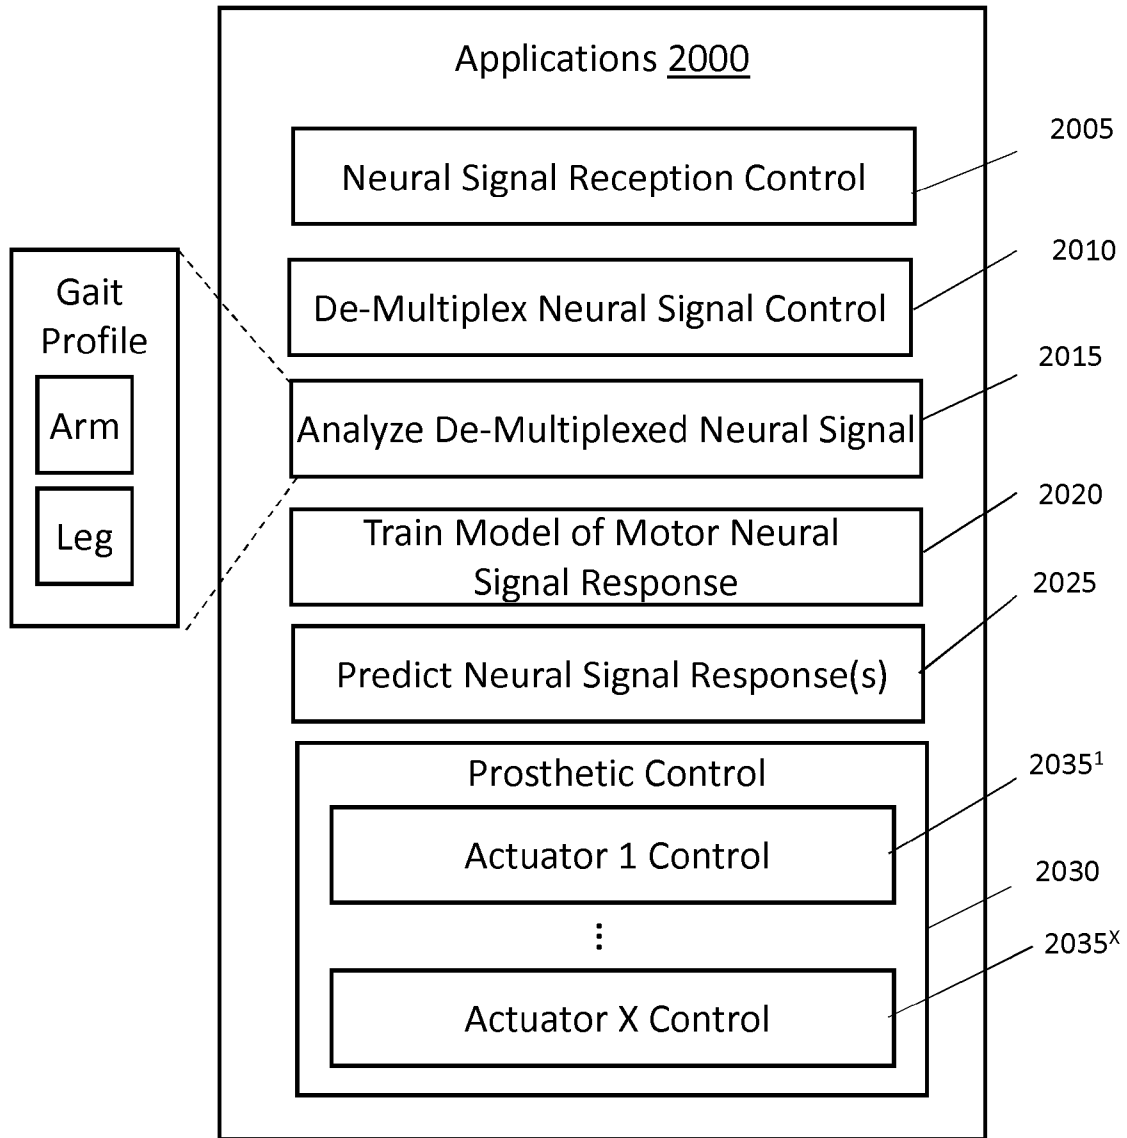 Applications 2000
2005
Neural Signal Reception Control
2010
De-Multiplex Neural Signal Control
Gait
Profile
Arm
Leg
2015
Analyze De-Multiplexed Neural Signal
2020
Train Model of Motor Neural
Signal Response
2025
Predict Neural Signal Response(s)
Prosthetic Control
2035¹
Actuator 1 Control
2030
⋮
2035ˣ
Actuator X Control